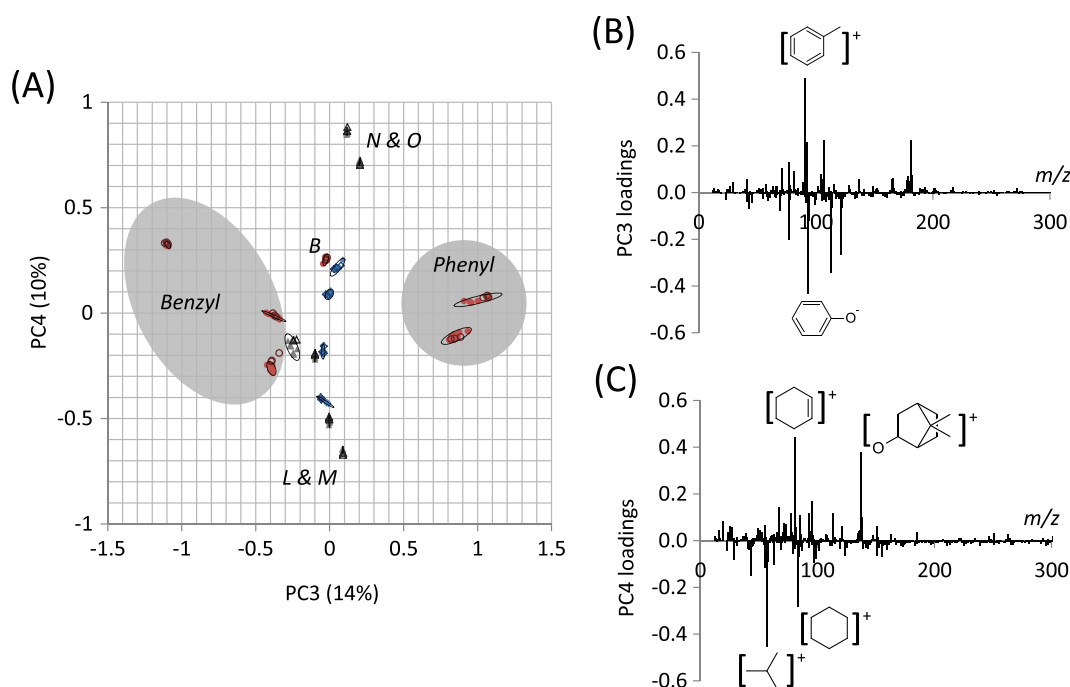 (A)
1
0.5
0
-0.5
-1
-1.5
-1
-0.5
0
0.5
1
1.5
PC4 (10%)
PC3 (14%)
N & O
B
Benzyl
Phenyl
L & M
(B)
[ ]+
0.6
0.4
0.2
0.0
-0.2
-0.4
-0.6
0
100
200
300
m/z
PC3 loadings
O-
(C)
[ ]+
[O ]+
0.6
0.4
0.2
0.0
-0.2
-0.4
-0.6
0
100
200
300
m/z
PC4 loadings
[ ]+
[ ]+